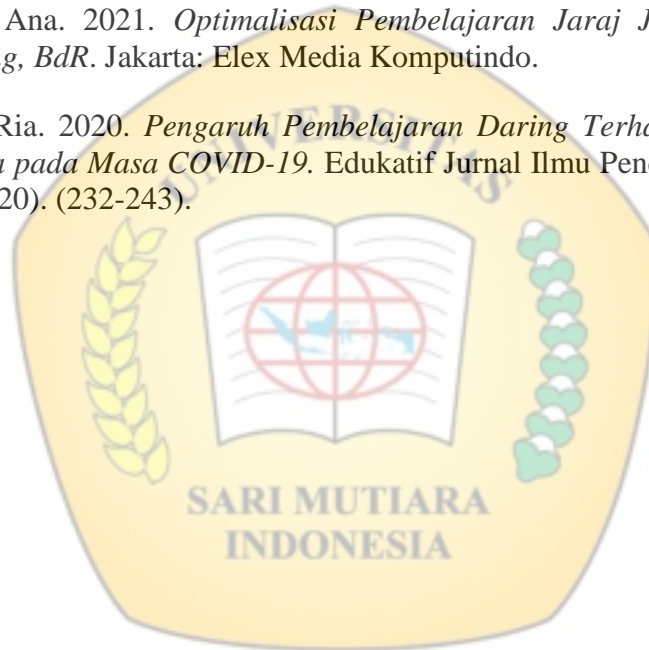 Ana. 2021. Optimalisasi Pembelajaran Jaraj J
g, BdR. Jakarta: Elex Media Komputindo.
Ria. 2020. Pengaruh Pembelajaran Daring Terha
a pada Masa COVID-19. Edukatif Jurnal Ilmu Pen
20). (232-243).
UNIVERSITAS
SARI MUTIARA
INDONESIA